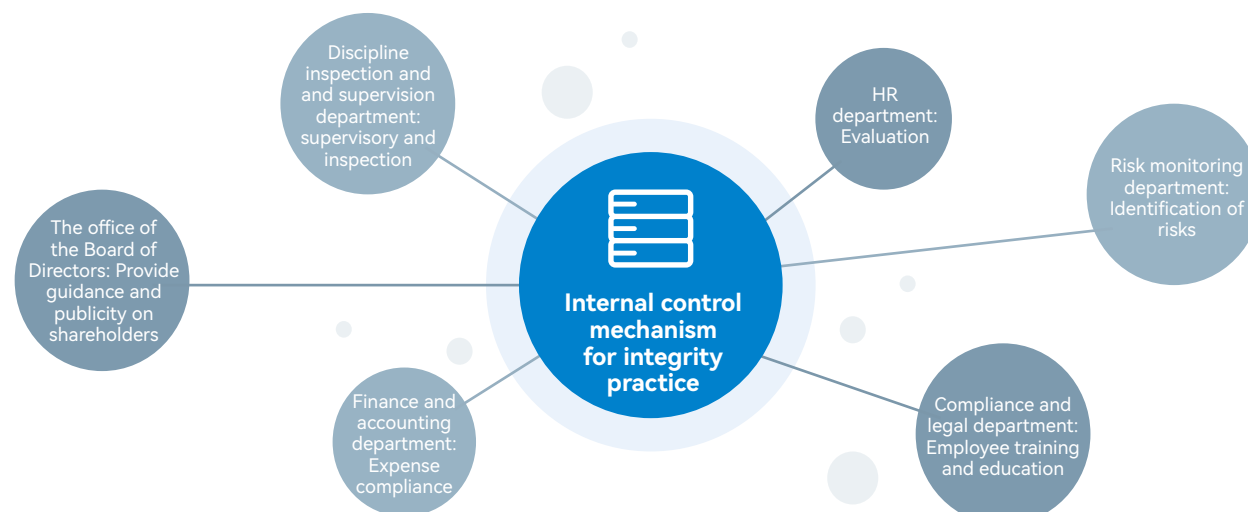 Discipline
inspection and
and supervision
department:
supervisory and
inspection
HR
department:
Evaluation
Risk monitoring
department:
Identification of
risks
The office of
the Board of
Directors: Provide
guidance and
publicity on
shareholders
Internal control
mechanism
for integrity
practice
Finance and
accounting
department:
Expense
compliance
Compliance and
legal department:
Employee training
and education